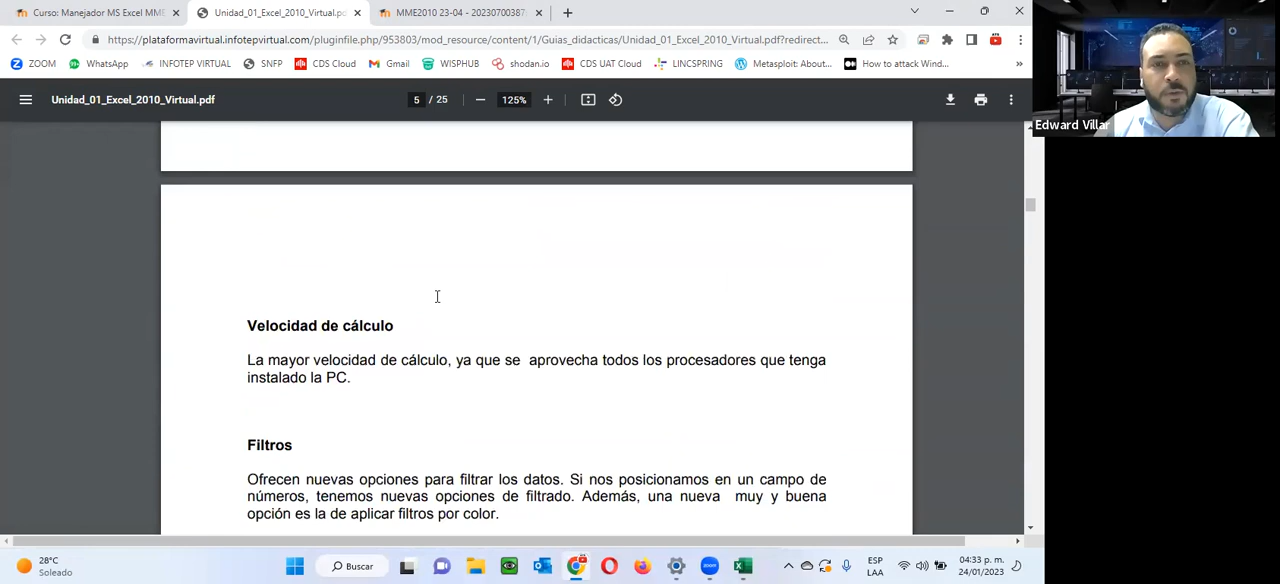 Curso: Manejador MS Excel MME
Unidad_01_Excel_2010_Virtual.pd
MME2010 23-04 - 2023070038
https://plataformavirtual.infotepvirtual.com/pluginfile.php/953803/mod_resource/content/1/Guias_didacticas/Unidad_01_Excel_2010_Virtual.pdf?redirect...
ZOOM
WhatsApp
INFOTEP VIRTUAL
SNFP
CDS Cloud
Gmail
WISPHUB
shodan.io
CDS UAT Cloud
LINCSPRING
Metasploit: About...
How to attack Wind...
»
Unidad_01_Excel_2010_Virtual.pdf
5 / 25
125%
Edward Villar
Velocidad de cálculo
La mayor velocidad de cálculo, ya que se aprovecha todos los procesadores que tenga
instalado la PC.
Filtros
Ofrecen nuevas opciones para filtrar los datos. Si nos posicionamos en un campo de
números, tenemos nuevas opciones de filtrado. Además, una nueva muy y buena
opción es la de aplicar filtros por color.
28°C
Soleado
Buscar
zoom
ESP
LAA
04:33 p. m.
24/01/2023